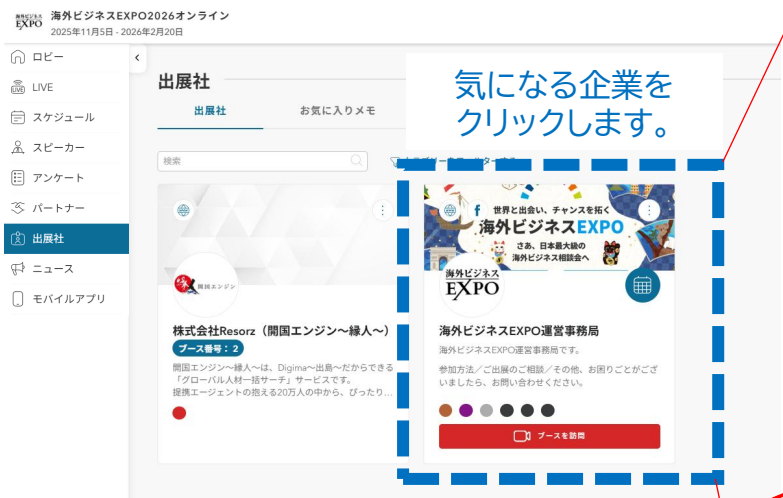 海外ビジネス
EXPO
海外ビジネスEXPO2026オンライン
2025年11月5日 - 2026年2月20日
ロビー
LIVE
LIVE
スケジュール
スピーカー
アンケート
パートナー
出展社
ニュース
モバイルアプリ
出展社
出展社
お気に入りメモ
気になる企業を
クリックします。
検索
開国エンジン
株式会社Resorz（開国エンジン〜縁人〜）
ブース番号：2
開国エンジン〜縁人〜は、Digima〜出島〜だからできる
「グローバル人材一括サーチ」サービスです。
提携エージェントの抱える20万人の中から、ぴったり...
世界と出会い、チャンスを拓く
海外ビジネスEXPO
さあ、日本最大級の
海外ビジネス相談会へ
海外ビジネス
EXPO
海外ビジネスEXPO運営事務局
海外ビジネスEXPO運営事務局です。
参加方法／ご出展のご相談／その他、お困りごとがござ
いましたら、お問い合わせください。
ブースを訪問